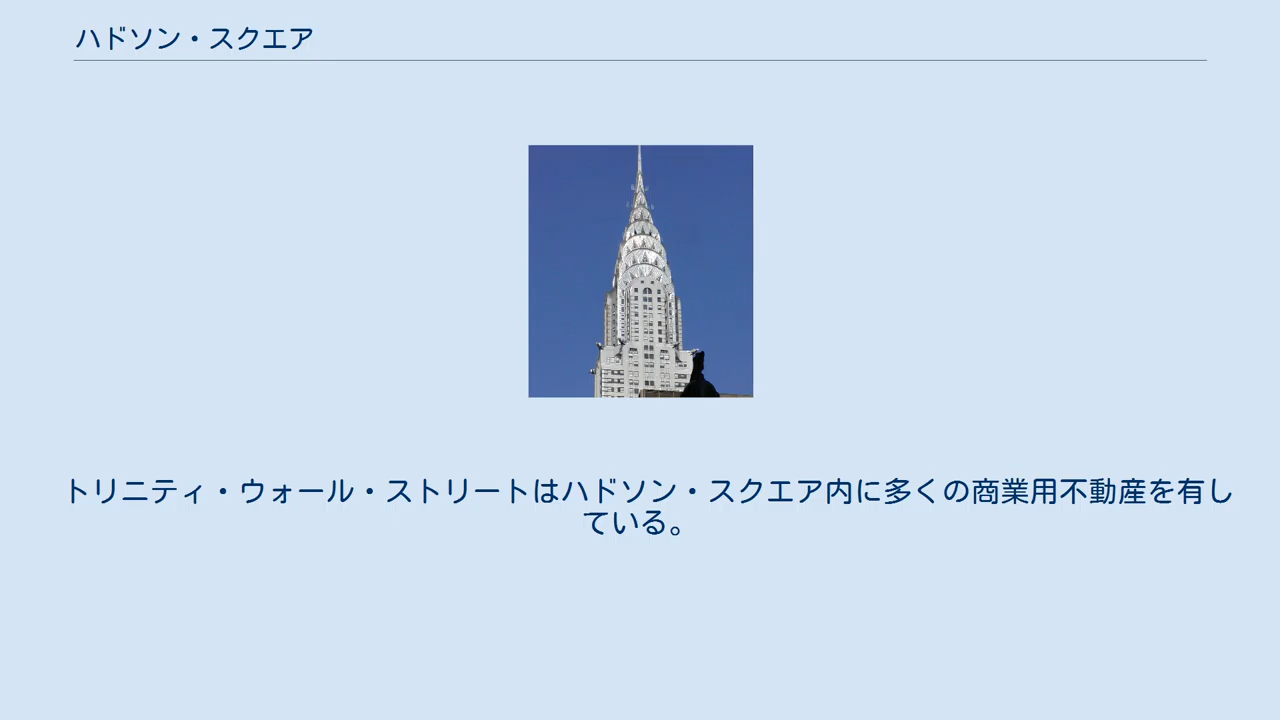 ハドソン・スクエア
トリニティ・ウォール・ストリートはハドソン・スクエア内に多くの商業用不動産を有し
ている。